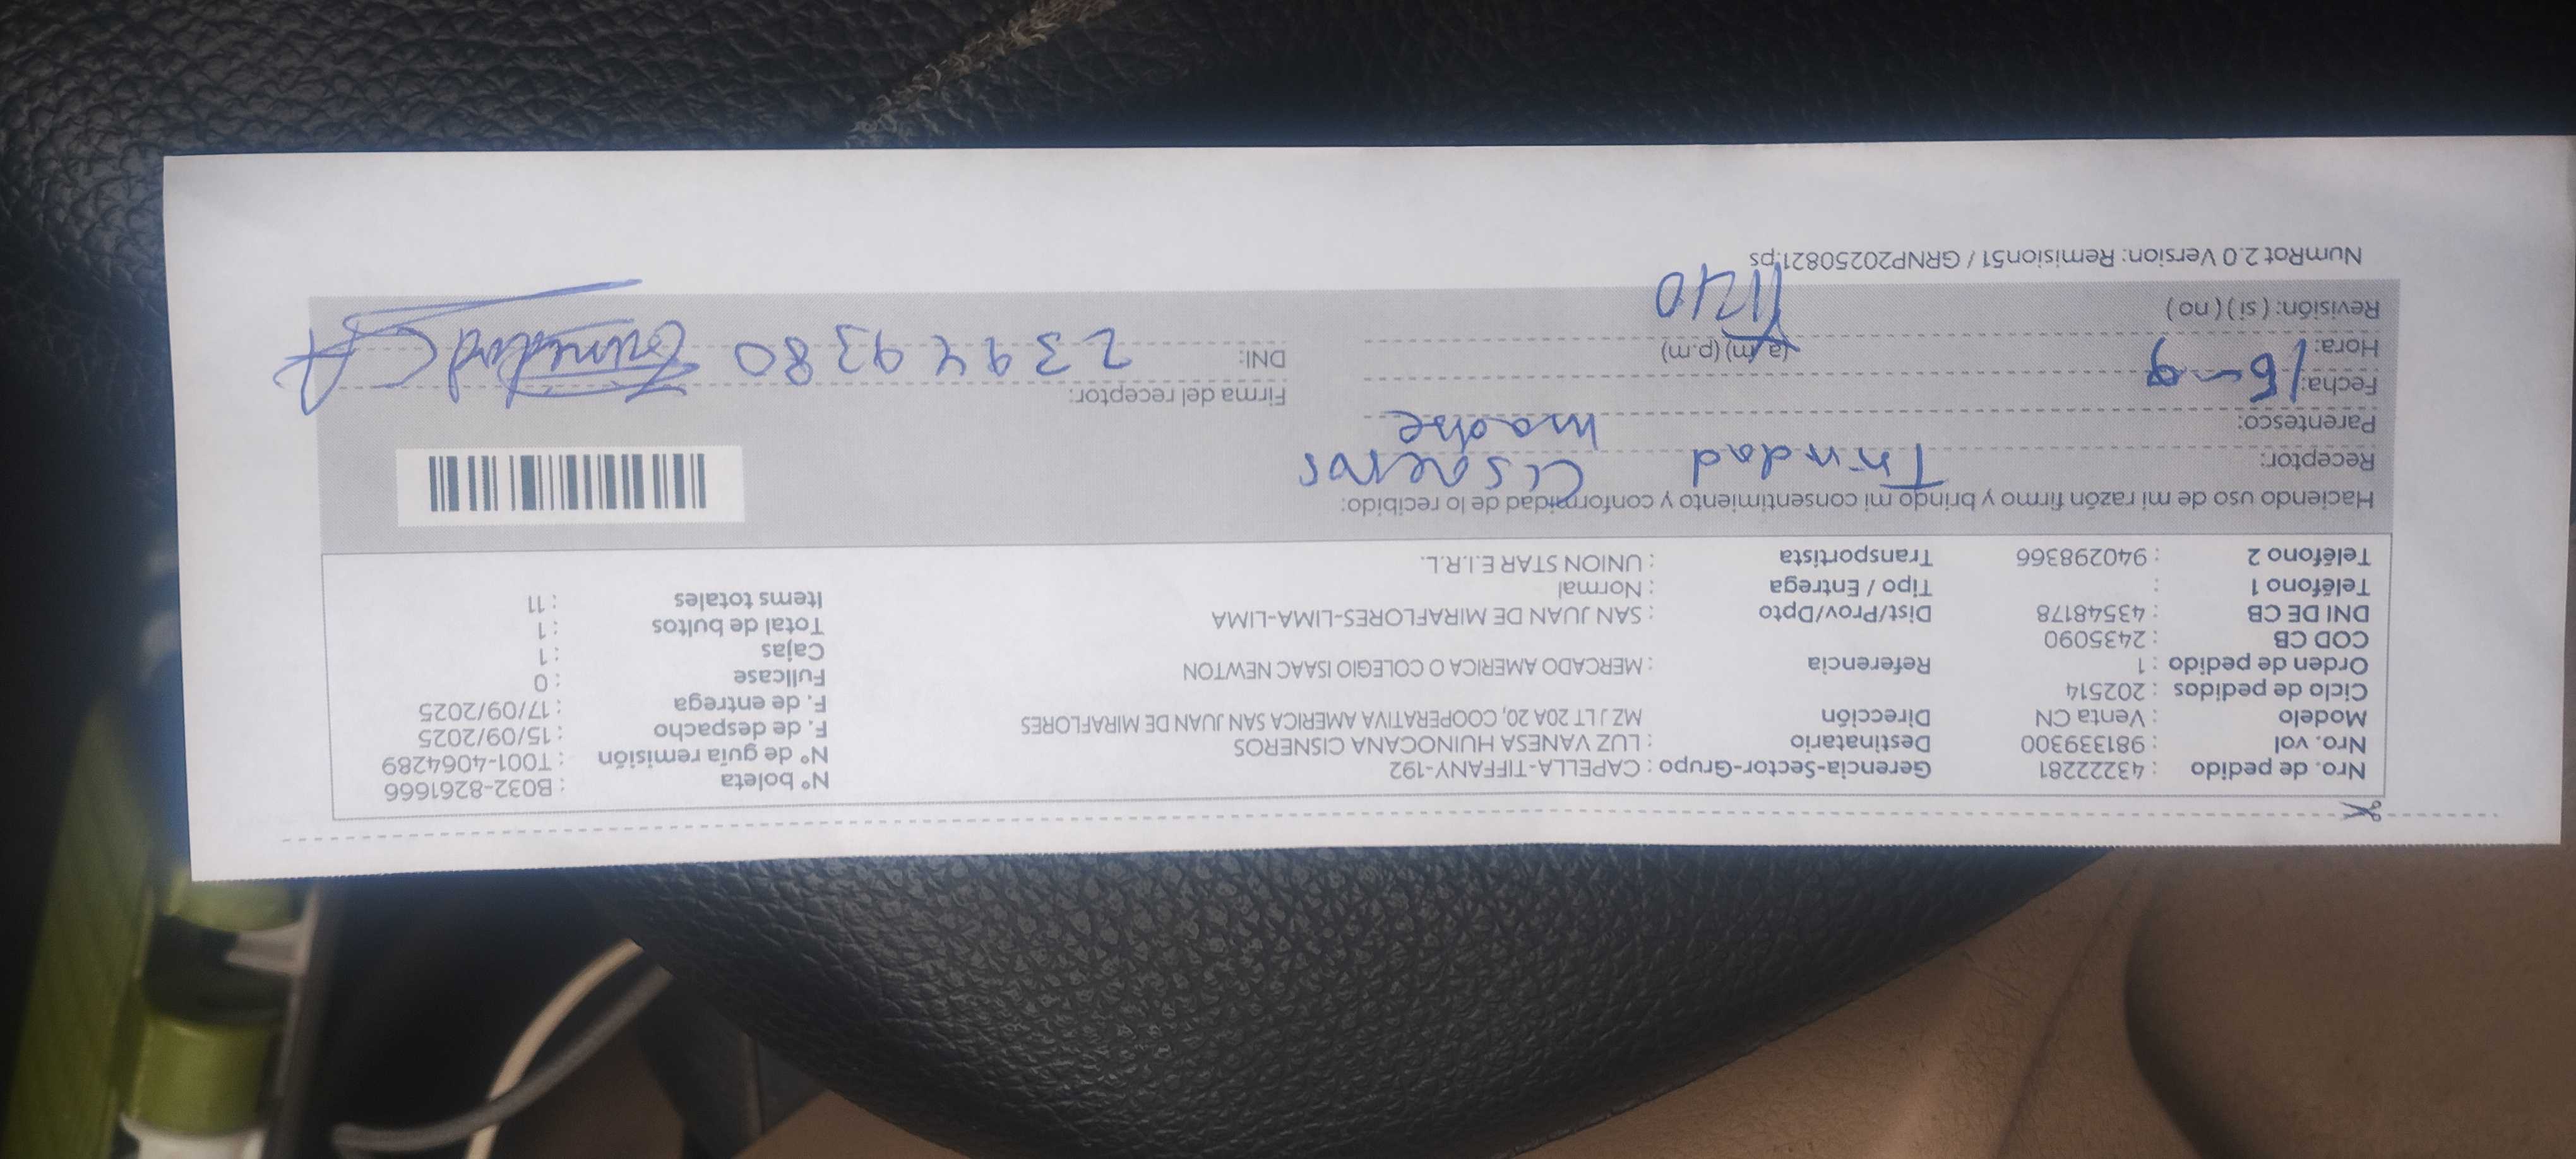 Nro. de pedido : 43222281 Gerencia-Sector-Grupo : CAPELLA-TIFFANY-192 N° boleta : B032-8261666
Nro. vol : 981339300 Destinatario : LUZ VANESA HUINOCANA CISNEROS N° de guía remisión : T001-4064289
Modelo : Venta CN Dirección MZ J LT 20A 20, COOPERATIVA AMERICA SAN JUAN DE MIRAFLORES F. de despacho : 15/09/2025
Ciclo de pedidos : 202514 F. de entrega : 17/09/2025
Orden de pedido : 1 Referencia : MERCADO AMERICA O COLEGIO ISAAC NEWTON Fullcase : 0
COD CB : 2435090 Cajas : 1
DNI DE CB : 43548178 Dist/Prov/Dpto : SAN JUAN DE MIRAFLORES-LIMA-LIMA Total de bultos : 1
Teléfono 1 : Tipo / Entrega : Normal Items totales : 11
Teléfono 2 : 940298366 Transportista : UNION STAR E.I.R.L.
Haciendo uso de mi razón firmo y brindo mi consentimiento y conformidad de lo recibido:
Receptor: Trinidad Cisneros
Parentesco: madre
Fecha: 16-9 Firma del receptor:
Hora: (a.m) (p.m) 11:40 DNI: 23949380
Revisión: ( si ) ( no )
NumRot 2.0 Version: Remision51 / GRNP20250821.ps